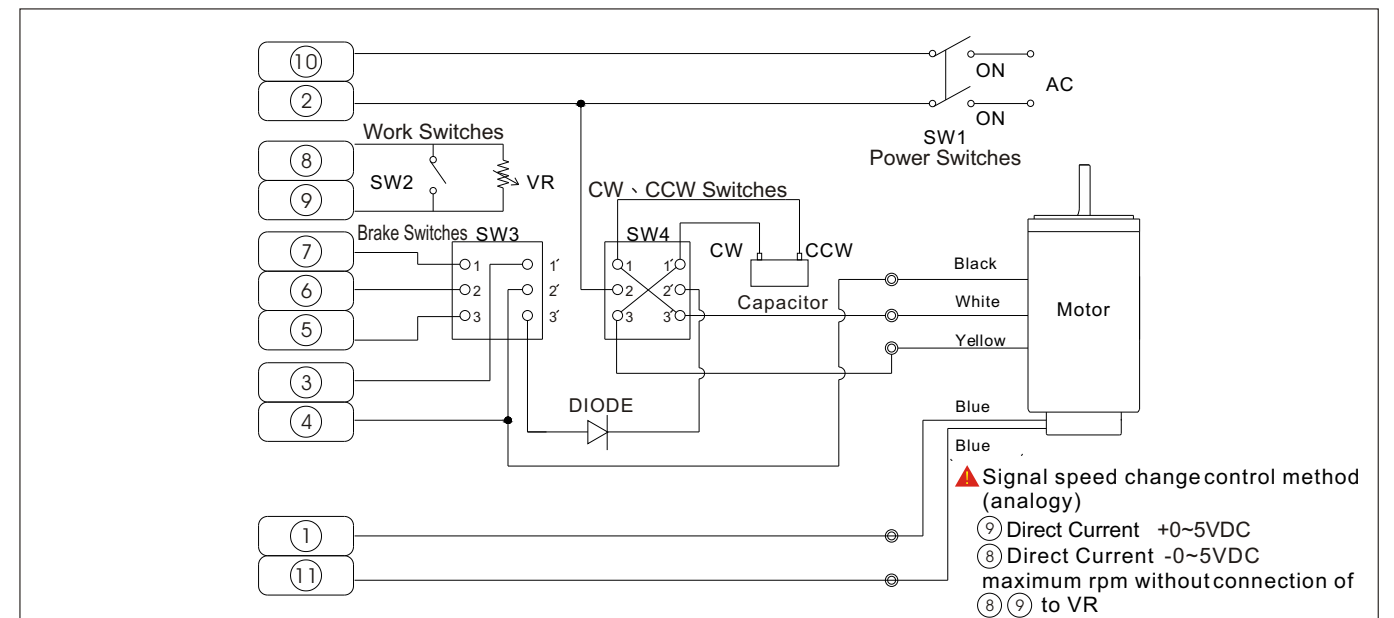 10
ON
AC
2
ON
SW1
Power Switches
Work Switches
8
SW2
VR
9
CW、CCW Switches
Brake Switches SW3
SW4
CW
CCW
7
1 1′
1 1′
6
2 2′
2 2′
5
3 3′
3 3′
Capacitor
Black
White
Yellow
Motor
3
4
DIODE
Blue
Blue
! Signal speed change control method
(analogy)
9 Direct Current +0~5VDC
8 Direct Current -0~5VDC
maximum rpm without connection of
8 9 to VR
1
11